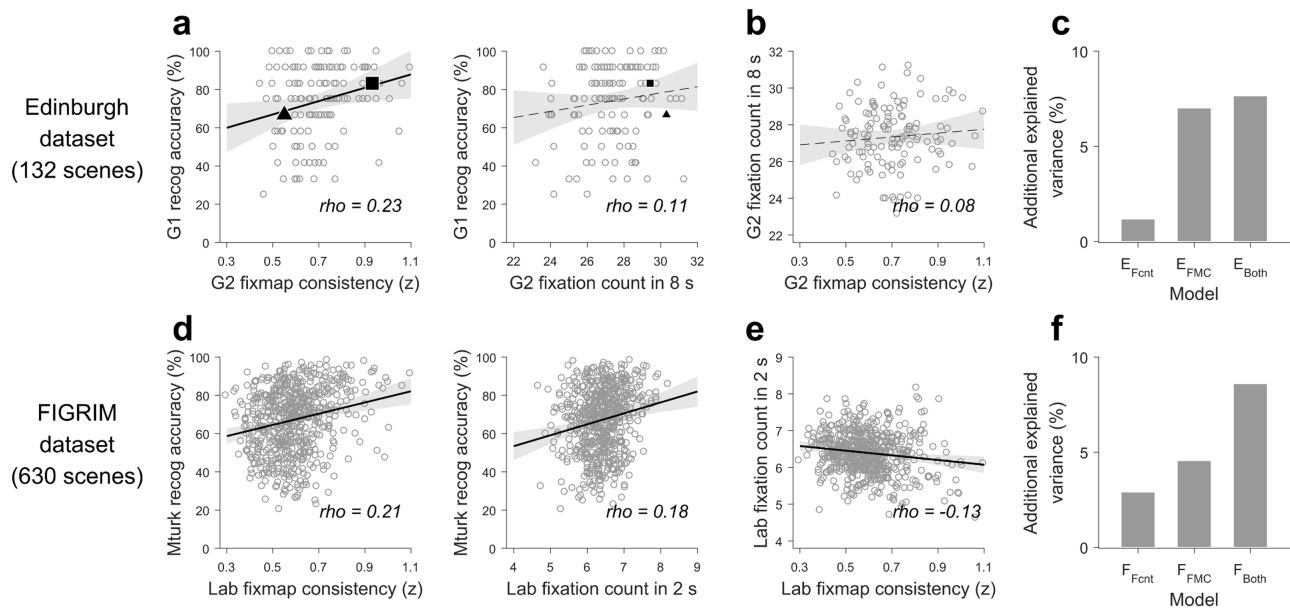 a
b
c
Edinburgh
dataset
(132 scenes)
G1 recog accuracy (%)
100
80
60
40
20
0
rho = 0.23
0.3 0.5 0.7 0.9 1.1
G2 fixmap consistency (z)
G1 recog accuracy (%)
100
80
60
40
20
0
rho = 0.11
22 24 26 28 30 32
G2 fixation count in 8 s
G2 fixation count in 8 s
32
30
28
26
24
22
rho = 0.08
0.3 0.5 0.7 0.9 1.1
G2 fixmap consistency (z)
Additional explained
variance (%)
10
5
0
E_Fcnt E_FMC E_Both
Model
d
e
f
FIGRIM
dataset
(630 scenes)
Mturk recog accuracy (%)
100
80
60
40
20
0
rho = 0.21
0.3 0.5 0.7 0.9 1.1
Lab fixmap consistency (z)
Mturk recog accuracy (%)
100
80
60
40
20
0
rho = 0.18
4 5 6 7 8 9
Lab fixation count in 2 s
Lab fixation count in 2 s
9
8
7
6
5
4
rho = -0.13
0.3 0.5 0.7 0.9 1.1
Lab fixmap consistency (z)
Additional explained
variance (%)
10
5
0
F_Fcnt F_FMC F_Both
Model